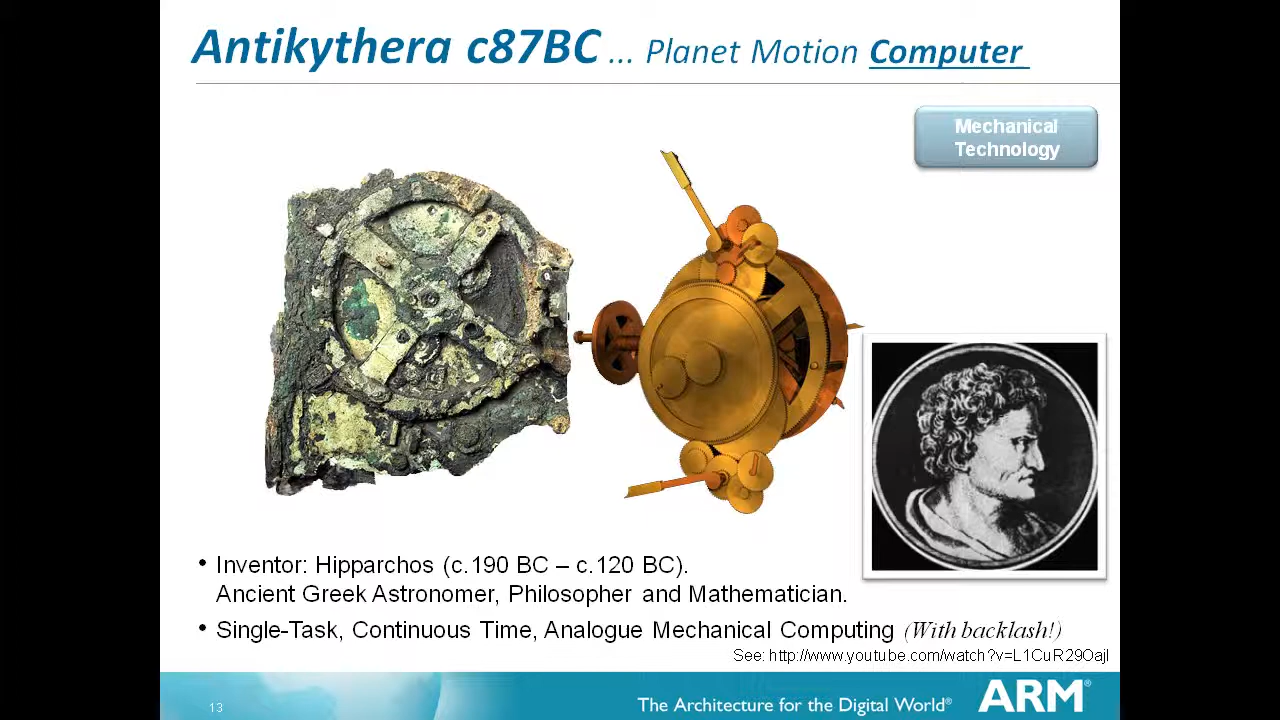 Antikythera c87BC ... Planet Motion Computer
Mechanical
Technology
• Inventor: Hipparchos (c.190 BC – c.120 BC).
Ancient Greek Astronomer, Philosopher and Mathematician.
• Single-Task, Continuous Time, Analogue Mechanical Computing (With backlash!)
See: http://www.youtube.com/watch?v=L1CuR29OajI
13
The Architecture for the Digital World®
ARM®